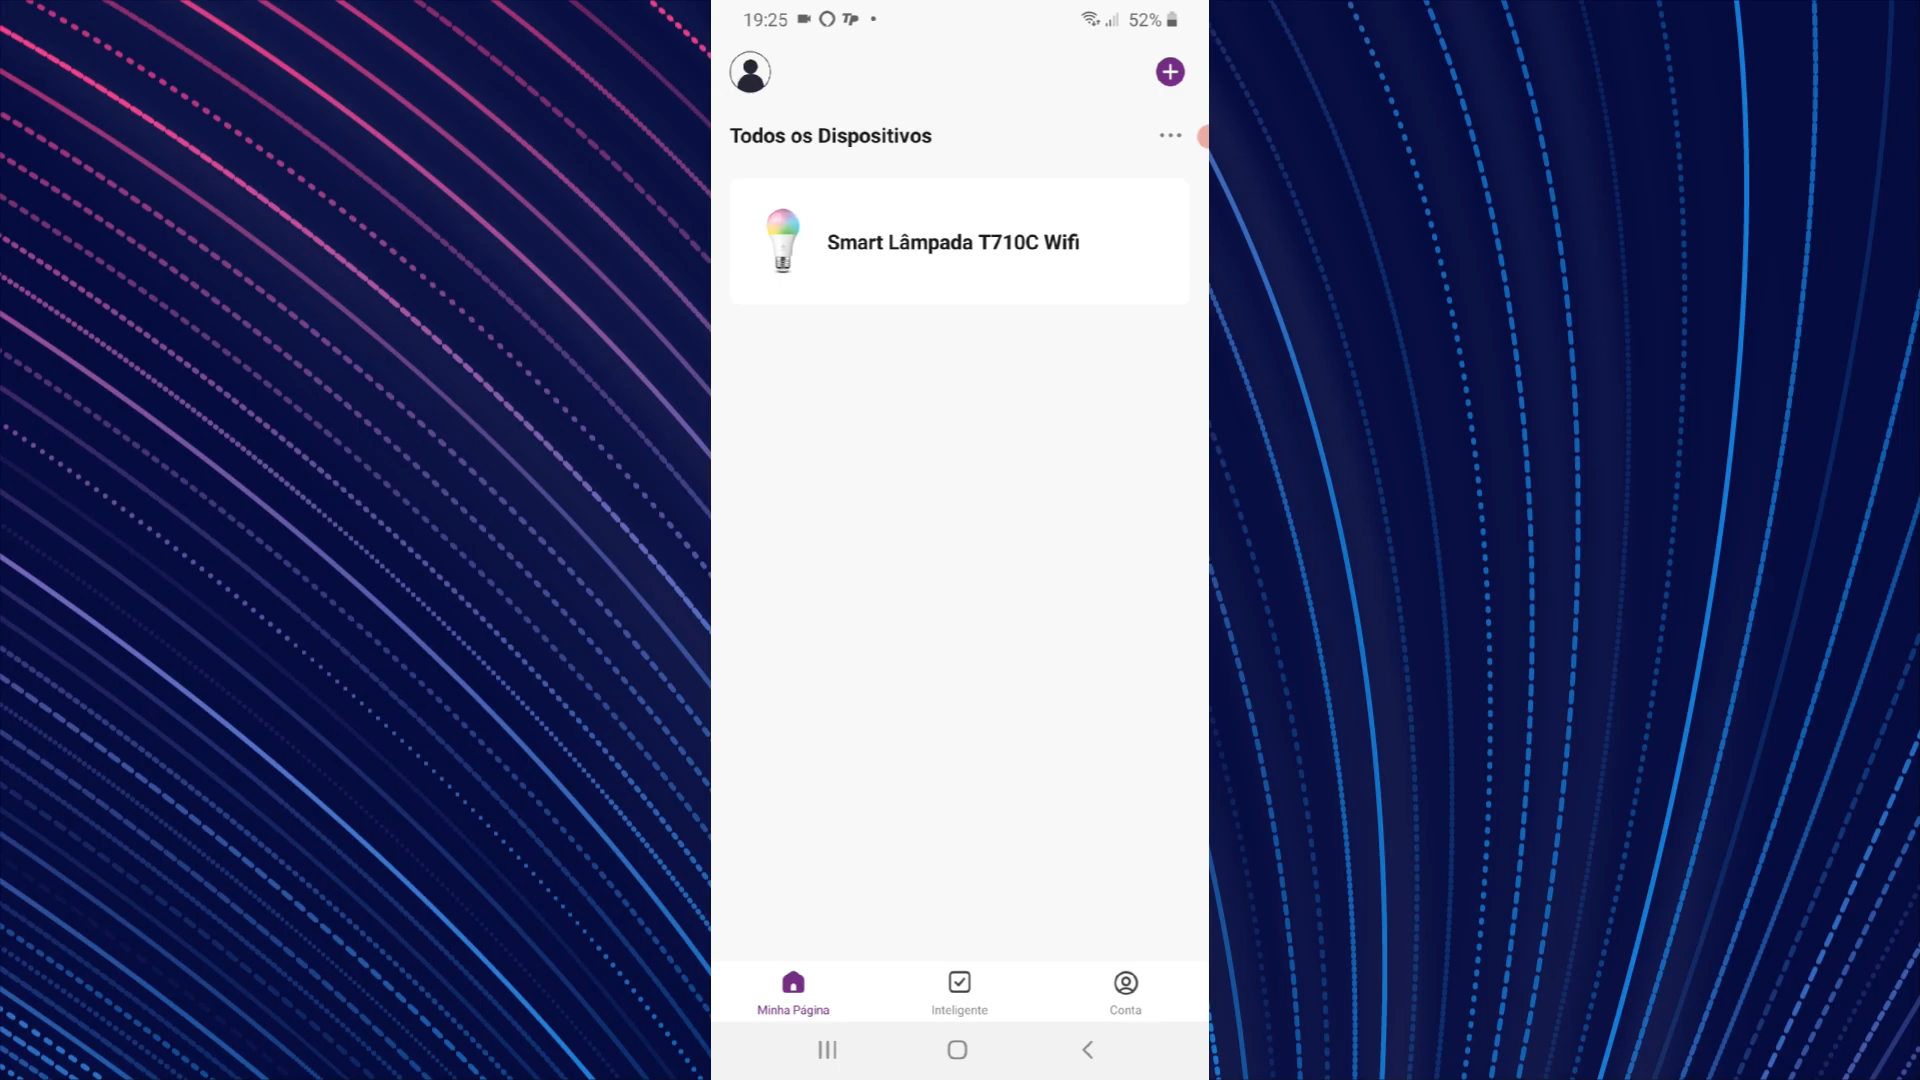 19:25 52%
Todos os Dispositivos
Smart Lâmpada T710C Wifi
Minha Página Inteligente Conta